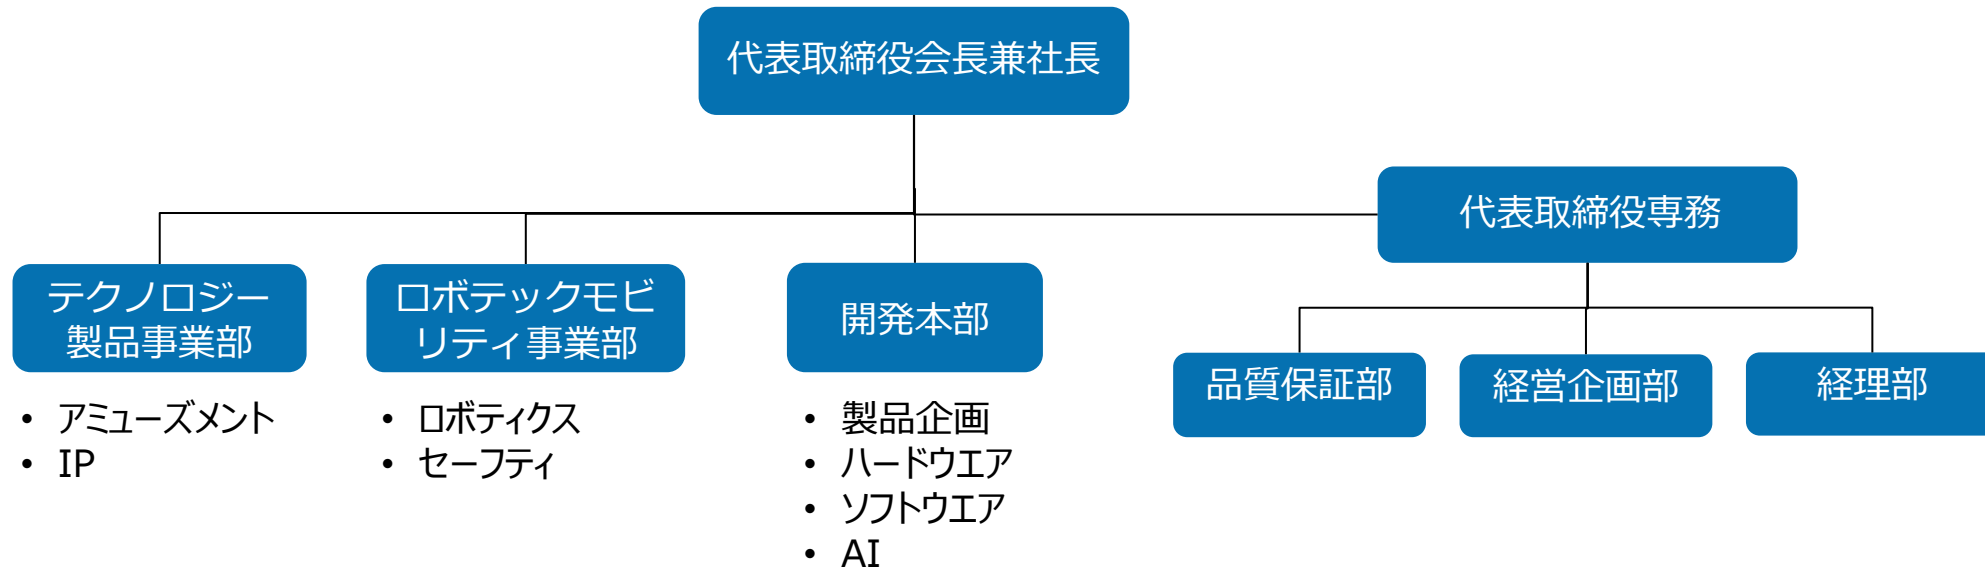 代表取締役会長兼社長
代表取締役専務
テクノロジー
製品事業部
ロボテックモビ
リティ事業部
開発本部
品質保証部
経営企画部
経理部
• アミューズメント
• IP
• ロボティクス
• セーフティ
• 製品企画
• ハードウエア
• ソフトウエア
• AI